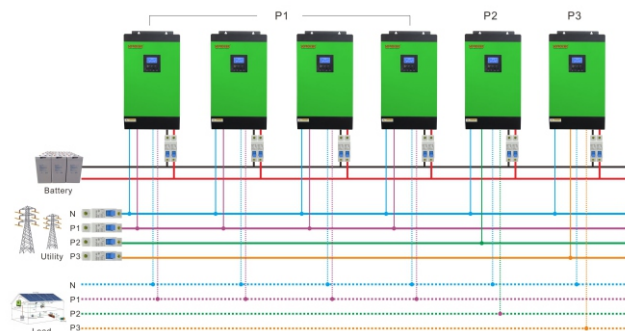 P1 P2 P3
Battery
N
P1
Utility P2
P3
N
P1
P2
Load P3